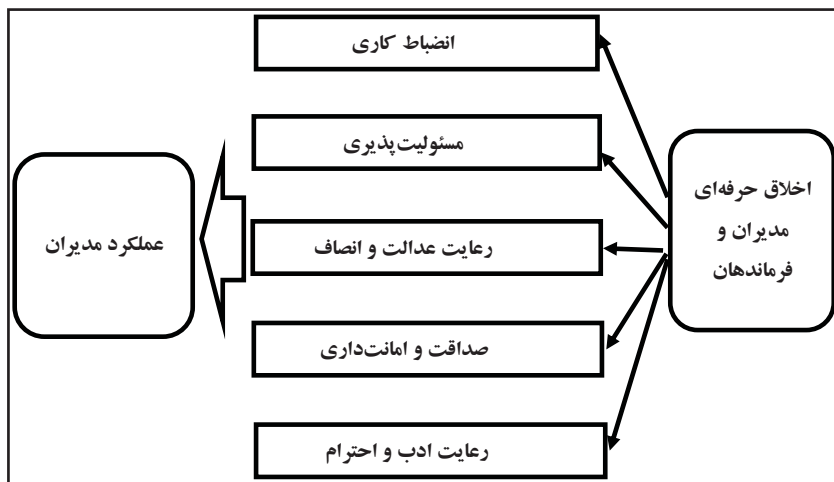 اخلاق حرفه‌ای
مدیران و
فرماندهان
انضباط کاری
مسئولیت‌پذیری
رعایت عدالت و انصاف
صداقت و امانت‌داری
رعایت ادب و احترام
عملکرد مدیران